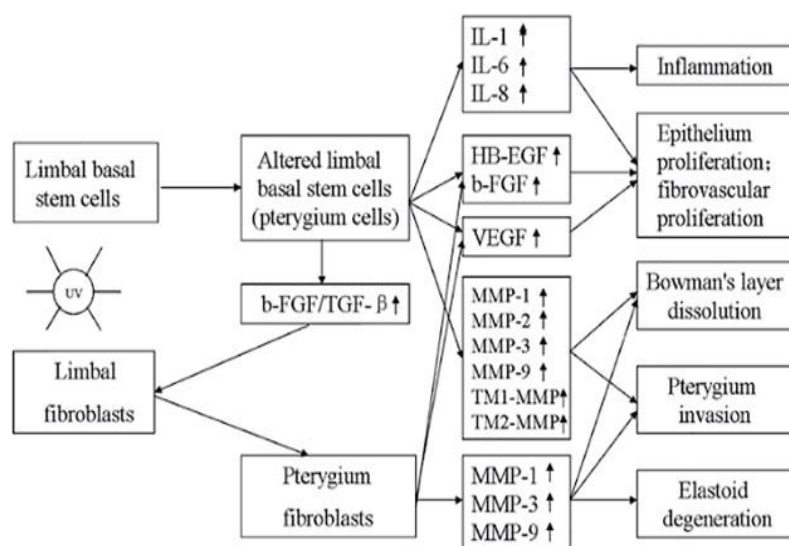 Limbal basal
stem cells
UV
Limbal
fibroblasts
Altered limbal
basal stem cells
(pterygium cells)
b-FGF/TGF-β↑
Pterygium
fibroblasts
IL-1 ↑
IL-6 ↑
IL-8 ↑
HB-EGF ↑
b-FGF ↑
VEGF ↑
MMP-1 ↑
MMP-2 ↑
MMP-3 ↑
MMP-9 ↑
TM1-MMP↑
TM2-MMP↑
MMP-1 ↑
MMP-3 ↑
MMP-9 ↑
Inflammation
Epithelium
proliferation;
fibrovascular
proliferation
Bowman's layer
dissolution
Pterygium
invasion
Elastoid
degeneration